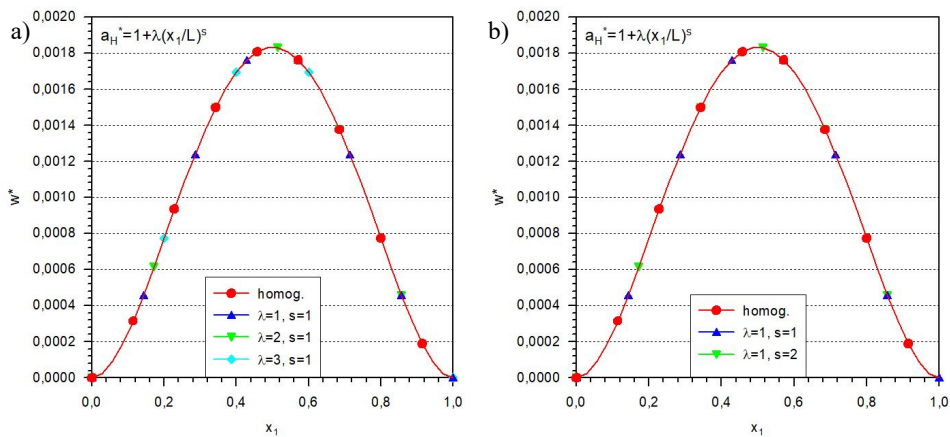 a)
a_H*=1+λ(x₁/L)ˢ
0,0020
0,0018
0,0016
0,0014
0,0012
0,0010
0,0008
0,0006
0,0004
0,0002
0,0000
w*
homog.
λ=1, s=1
λ=2, s=1
λ=3, s=1
0,0 0,2 0,4 0,6 0,8 1,0
x₁
b)
a_H*=1+λ(x₁/L)ˢ
0,0020
0,0018
0,0016
0,0014
0,0012
0,0010
0,0008
0,0006
0,0004
0,0002
0,0000
w*
homog.
λ=1, s=1
λ=1, s=2
0,0 0,2 0,4 0,6 0,8 1,0
x₁